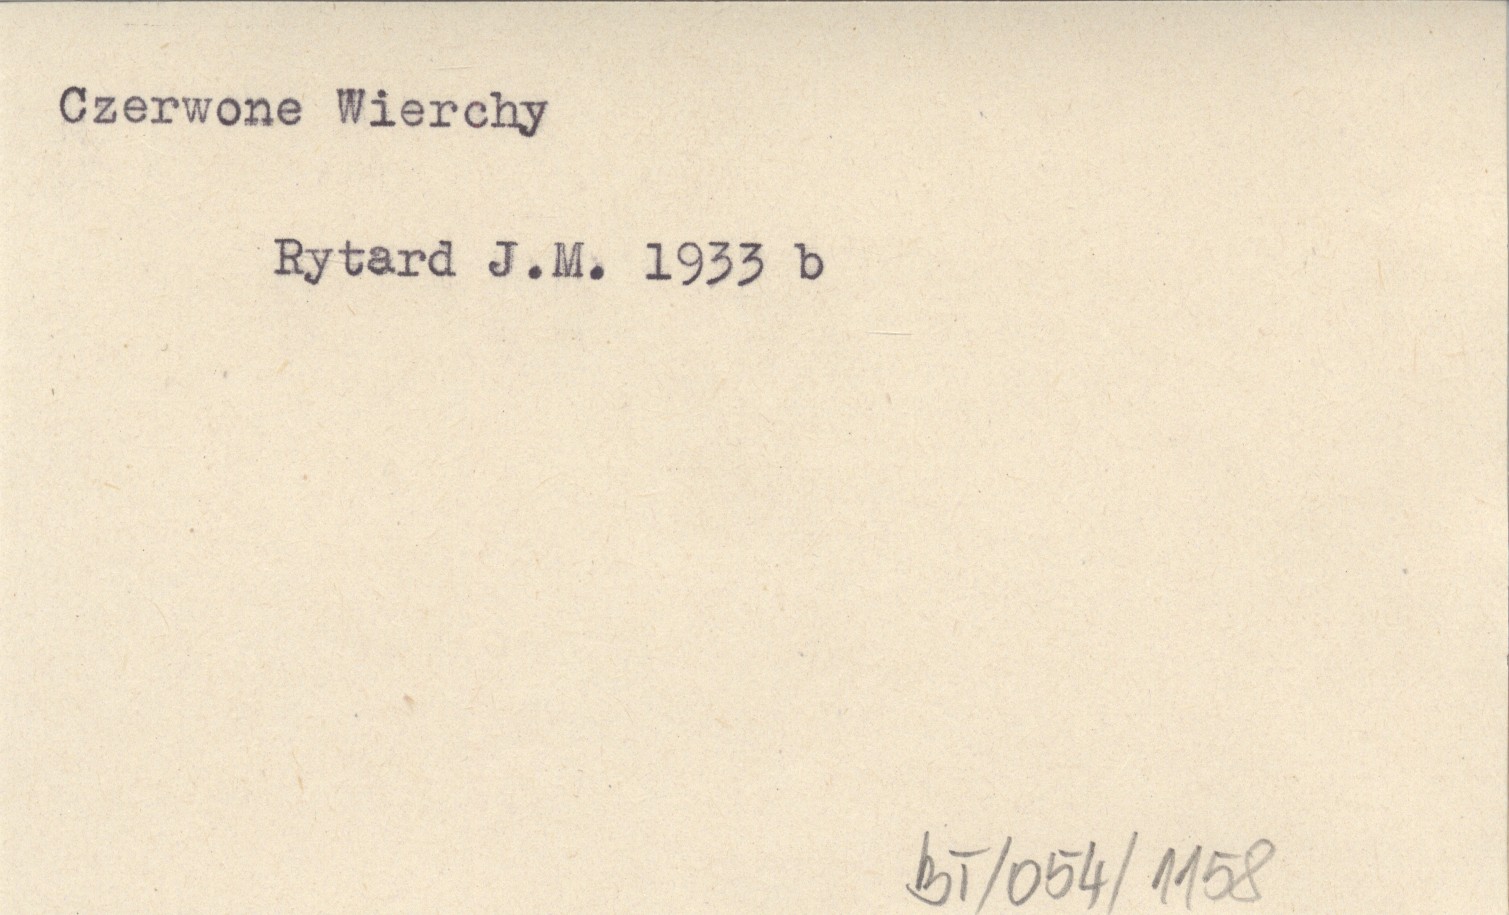 Czerwone Wierchy
Rytard J.M. 1933 b
BT/054/1158